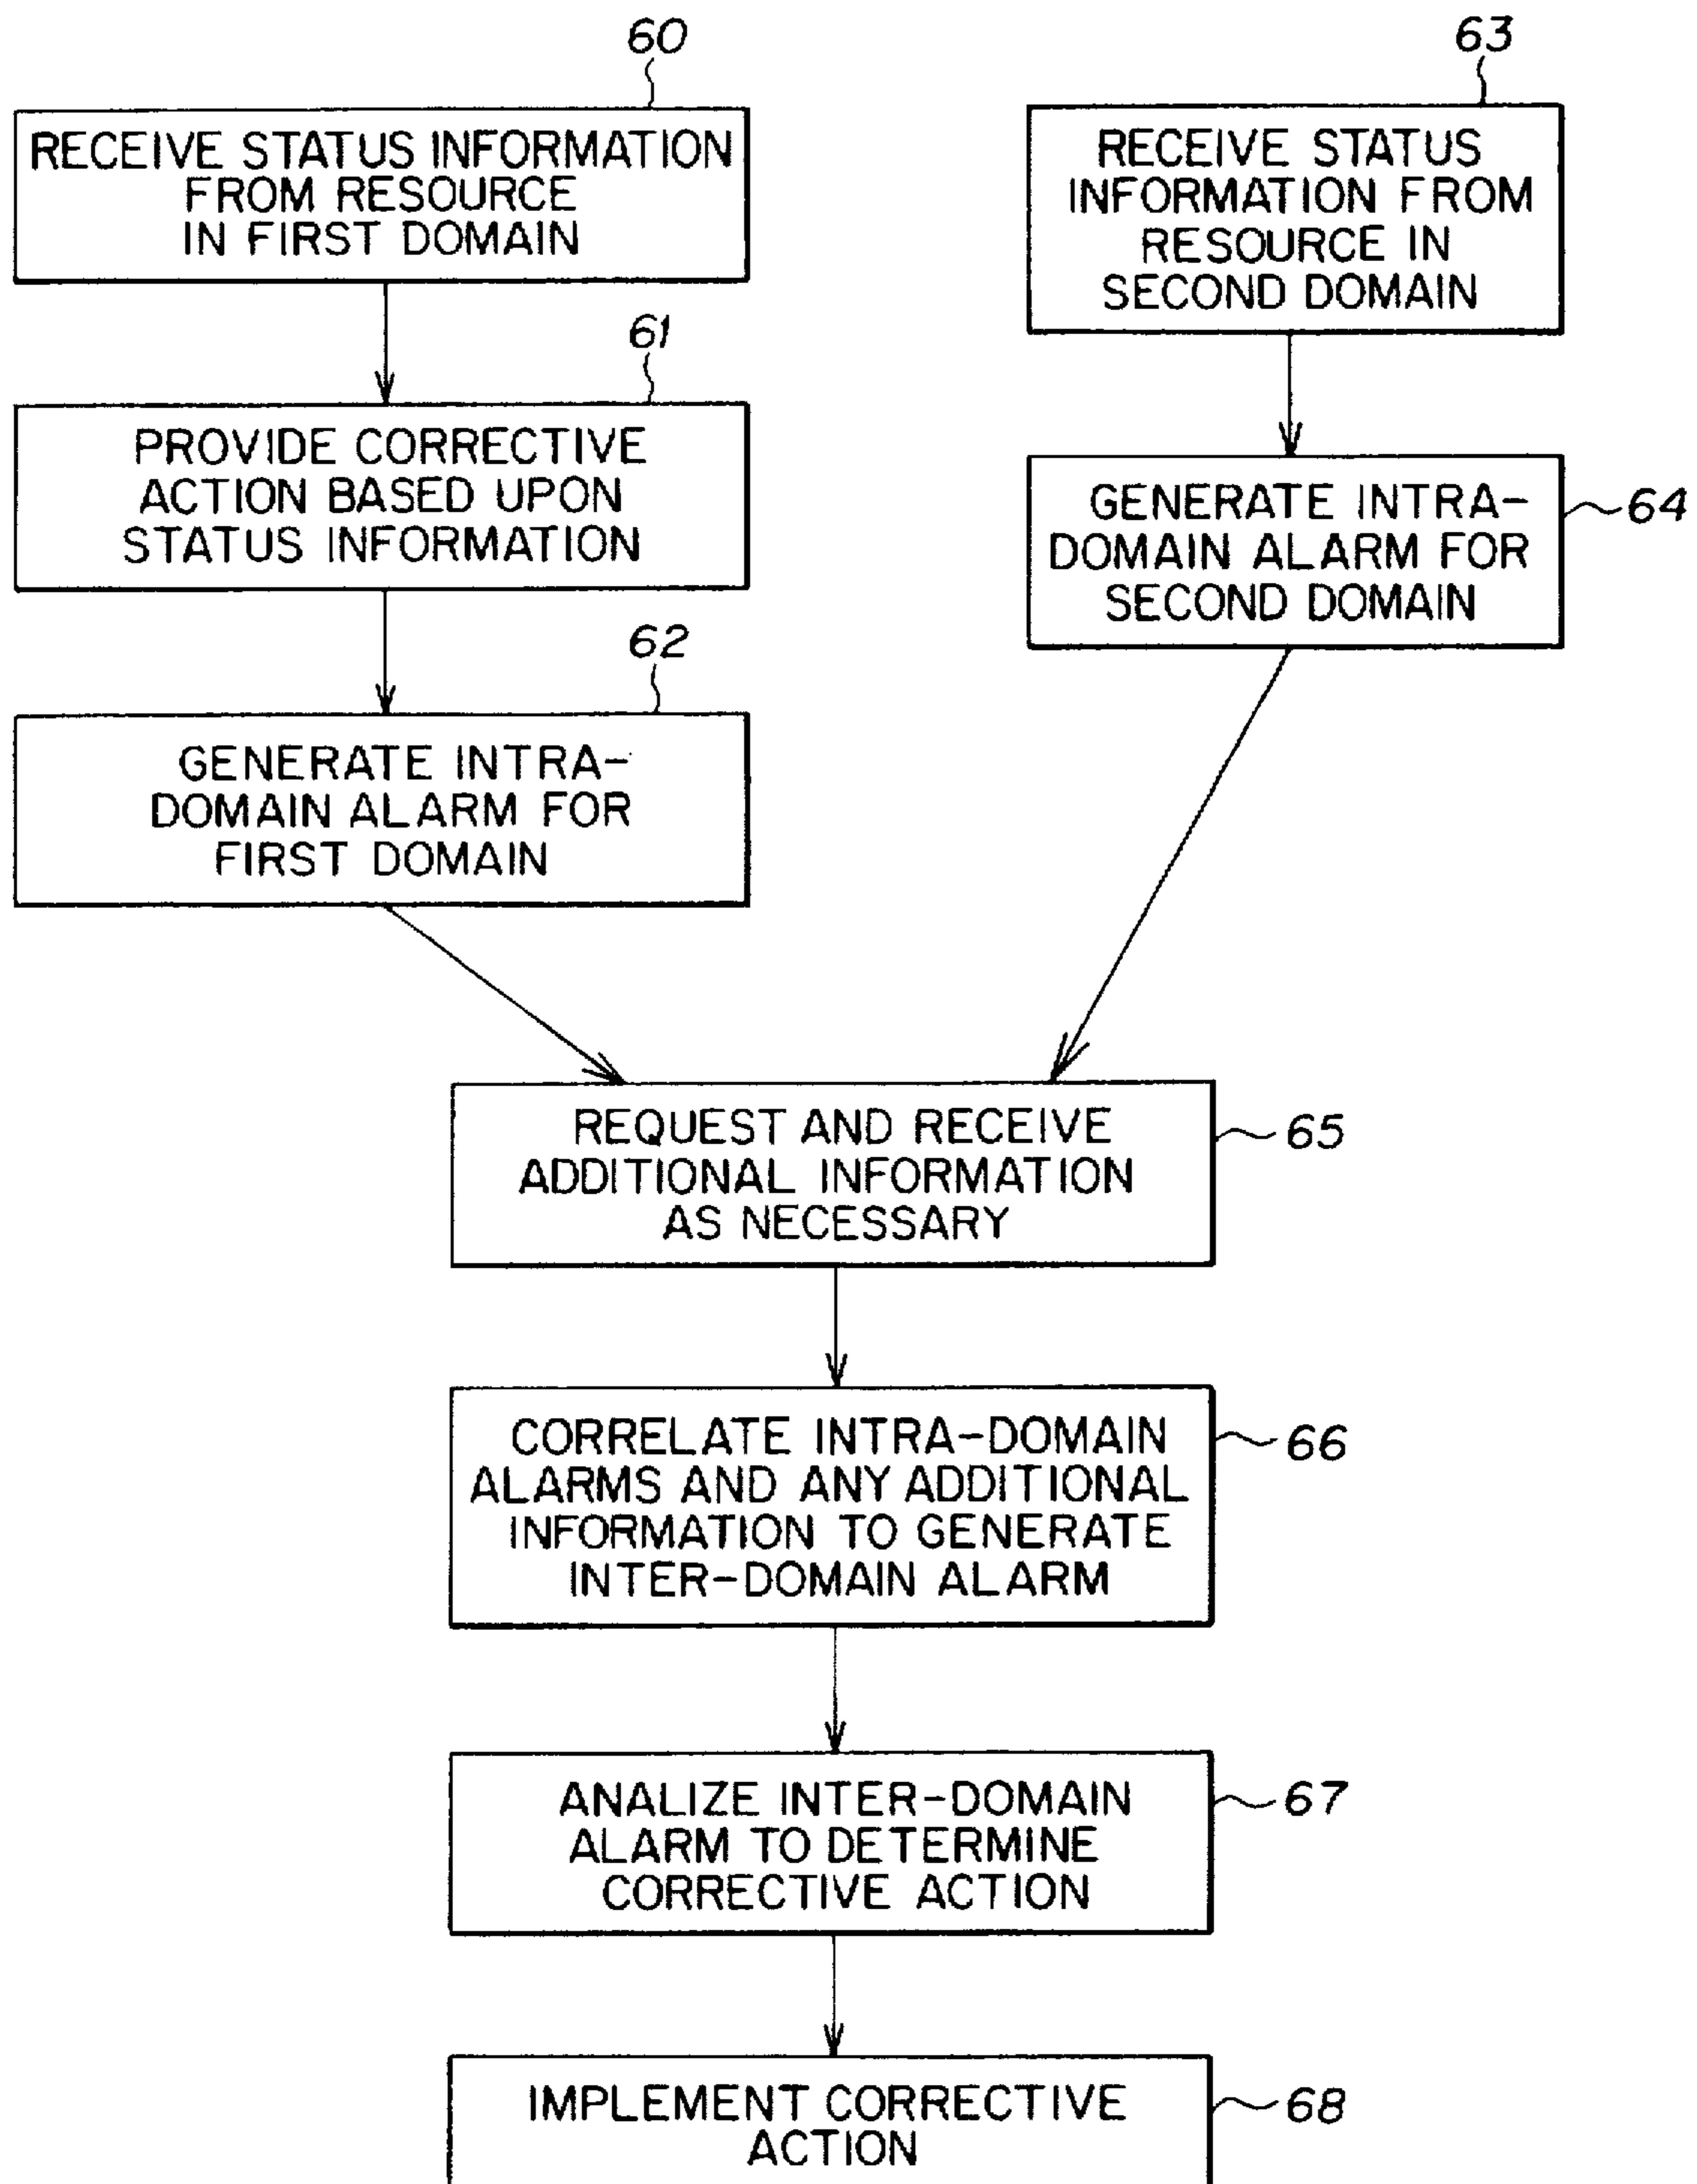 60
RECEIVE STATUS INFORMATION
FROM RESOURCE
IN FIRST DOMAIN
61
PROVIDE CORRECTIVE
ACTION BASED UPON
STATUS INFORMATION
62
GENERATE INTRA-
DOMAIN ALARM FOR
FIRST DOMAIN
63
RECEIVE STATUS
INFORMATION FROM
RESOURCE IN
SECOND DOMAIN
GENERATE INTRA-
DOMAIN ALARM FOR
SECOND DOMAIN
64
REQUEST AND RECEIVE
ADDITIONAL INFORMATION
AS NECESSARY
65
CORRELATE INTRA-DOMAIN
ALARMS AND ANY ADDITIONAL
INFORMATION TO GENERATE
INTER-DOMAIN ALARM
66
ANALIZE INTER-DOMAIN
ALARM TO DETERMINE
CORRECTIVE ACTION
67
IMPLEMENT CORRECTIVE
ACTION
68